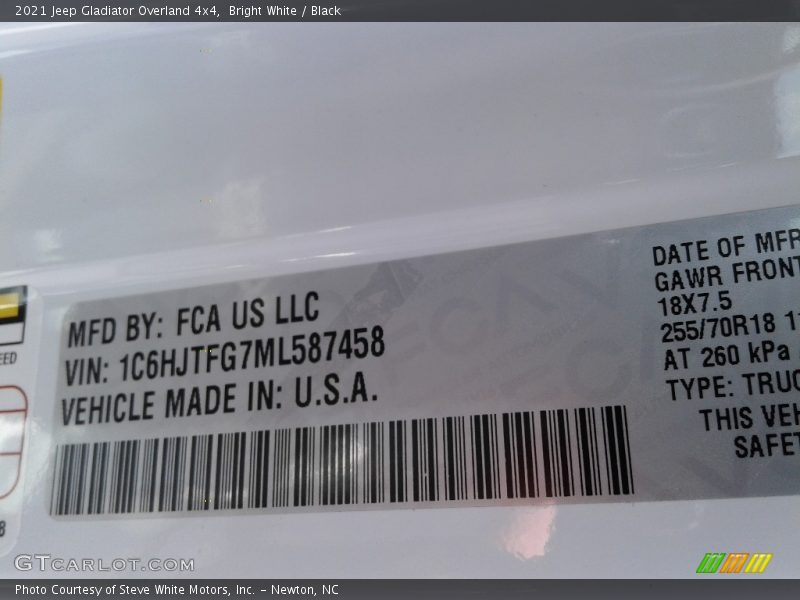 2021 Jeep Gladiator Overland 4x4, Bright White / Black
MFD BY: FCA US LLC
VIN: 1C6HJTFG7ML587458
VEHICLE MADE IN: U.S.A.
DATE OF MFR
GAWR FRONT
18X7.5
255/70R18
AT 260 kPa
TYPE: TRUC
THIS VEH
SAFET
EED
8
GTCARLOT.COM
Photo Courtesy of Steve White Motors, Inc. – Newton, NC